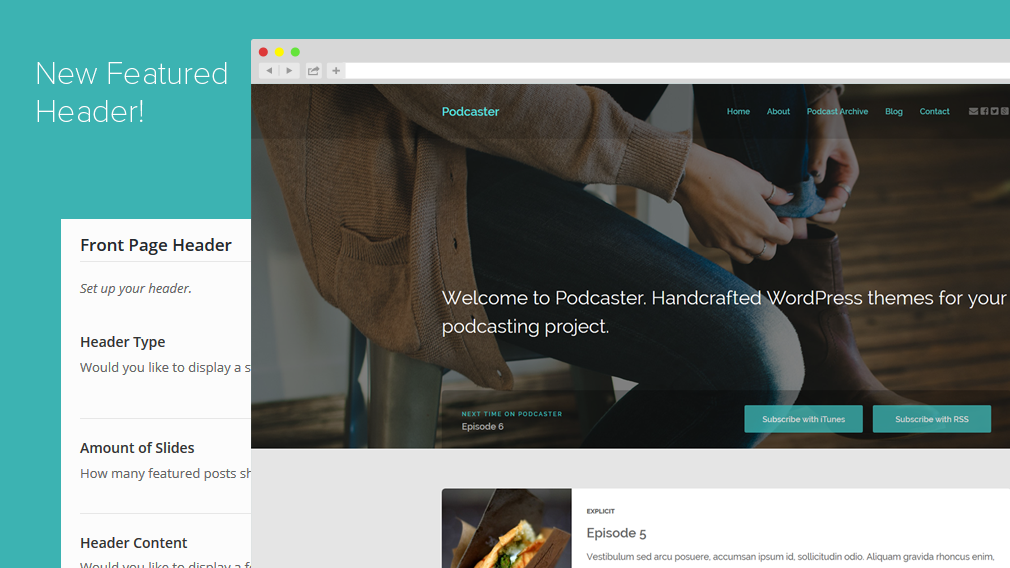 New Featured
Header!
Podcaster
Home About Podcast Archive Blog Contact
Front Page Header
Set up your header.
Header Type
Would you like to display a s
Amount of Slides
How many featured posts sh
Header Content
Would you like to display a f
Welcome to Podcaster. Handcrafted WordPress themes for your
podcasting project.
NEXT TIME ON PODCASTER
Episode 6
Subscribe with iTunes
Subscribe with RSS
EXPLICIT
Episode 5
Vestibulum sed arcu posuere, accumsan ipsum id, sollicitudin odio. Aliquam gravida rhoncus enim,